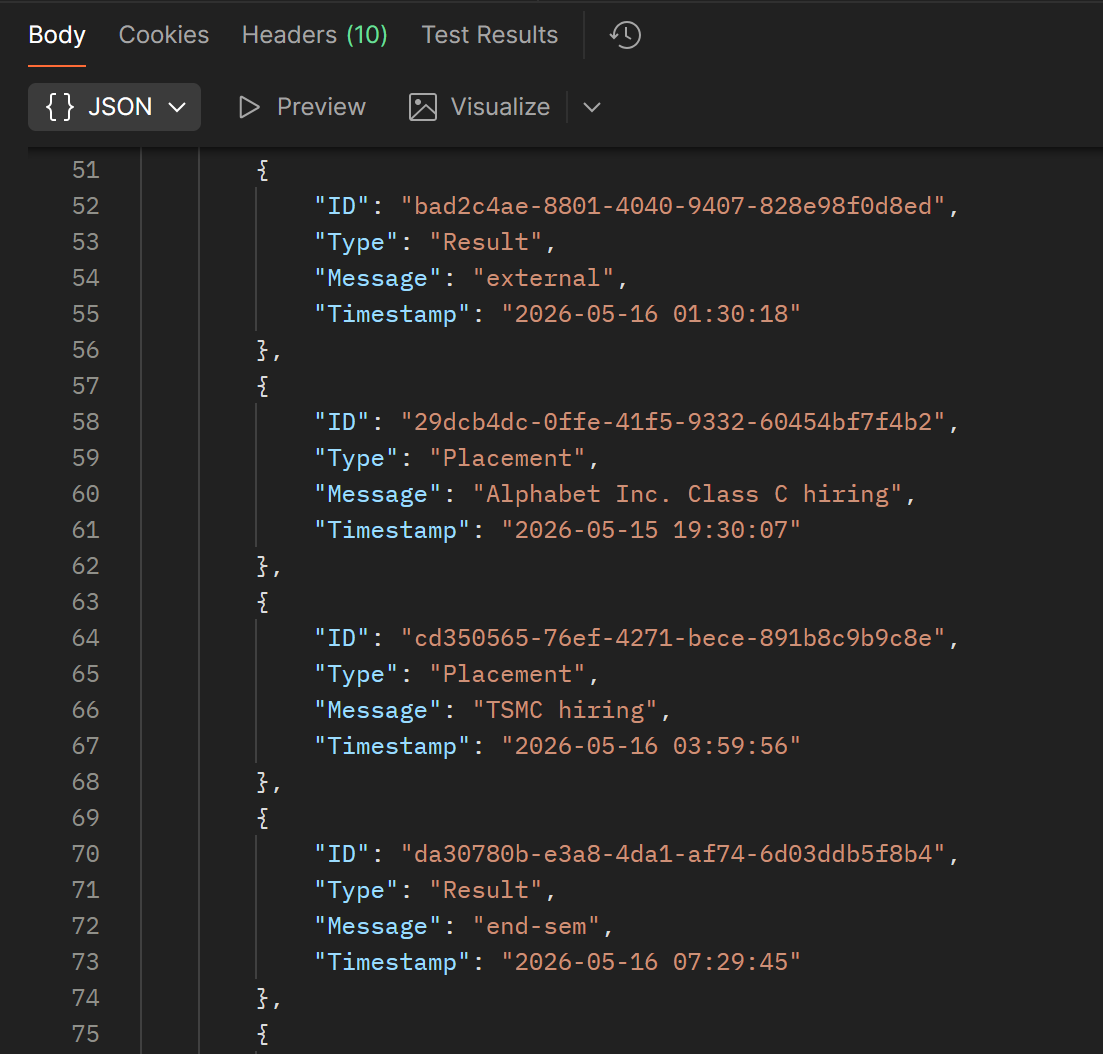 Body Cookies Headers (10) Test Results
{ } JSON Preview Visualize
51 {
52 "ID": "bad2c4ae-8801-4040-9407-828e98f0d8ed",
53 "Type": "Result",
54 "Message": "external",
55 "Timestamp": "2026-05-16 01:30:18"
56 },
57 {
58 "ID": "29dcb4dc-0ffe-41f5-9332-60454bf7f4b2",
59 "Type": "Placement",
60 "Message": "Alphabet Inc. Class C hiring",
61 "Timestamp": "2026-05-15 19:30:07"
62 },
63 {
64 "ID": "cd350565-76ef-4271-bece-891b8c9b9c8e",
65 "Type": "Placement",
66 "Message": "TSMC hiring",
67 "Timestamp": "2026-05-16 03:59:56"
68 },
69 {
70 "ID": "da30780b-e3a8-4da1-af74-6d03ddb5f8b4",
71 "Type": "Result",
72 "Message": "end-sem",
73 "Timestamp": "2026-05-16 07:29:45"
74 },
75 {